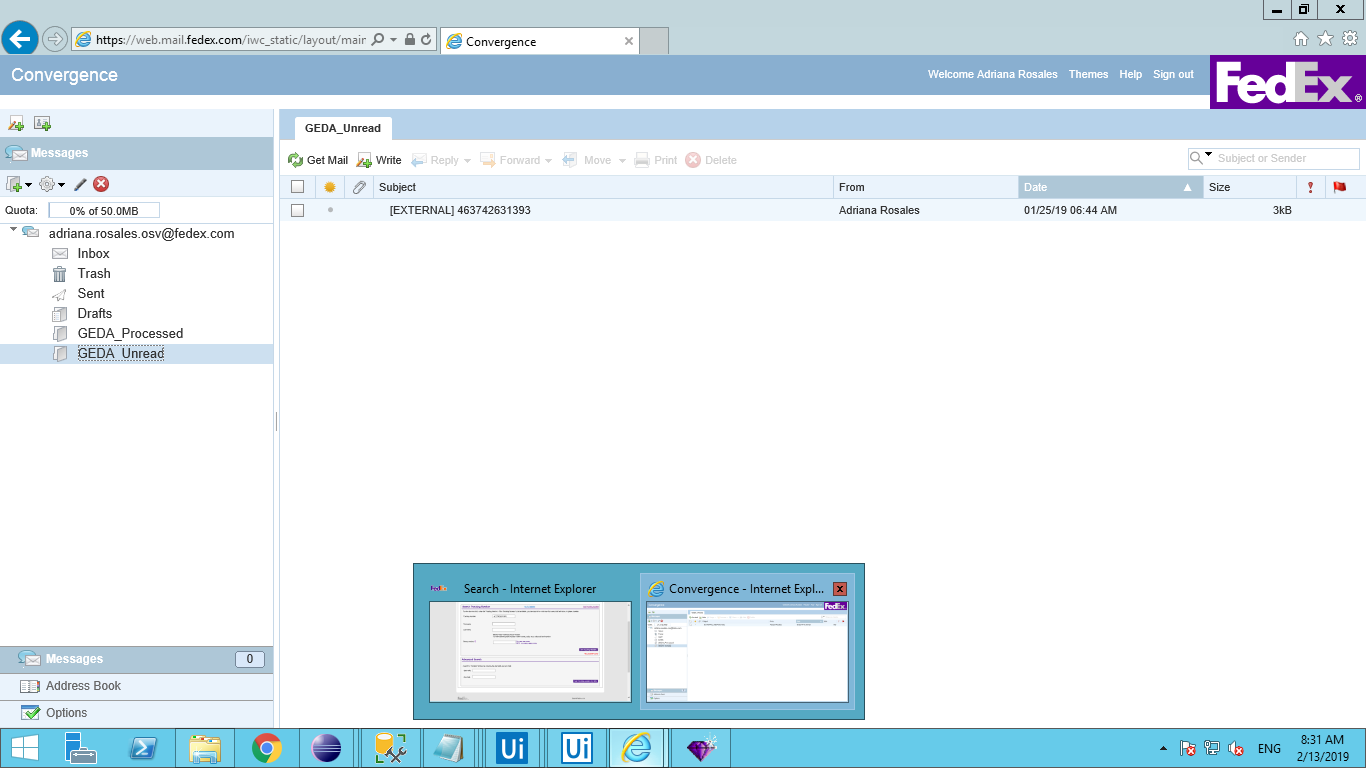 https://web.mail.fedex.com/iwc_static/layout/main
Convergence
Convergence
Welcome Adriana Rosales Themes Help Sign out
FedEx®
GEDA_Unread
Messages
Get Mail Write Reply Forward Move Print Delete
Subject or Sender
Subject From Date Size
Quota: 0% of 50.0MB
[EXTERNAL] 463742631393 Adriana Rosales 01/25/19 06:44 AM 3kB
adriana.rosales.osv@fedex.com
Inbox
Trash
Sent
Drafts
GEDA_Processed
GEDA_Unread
Search - Internet Explorer
Convergence - Internet Expl...
FedEx
Messages 0
Address Book
Options
Ui
Ui
ENG
8:31 AM
2/13/2019